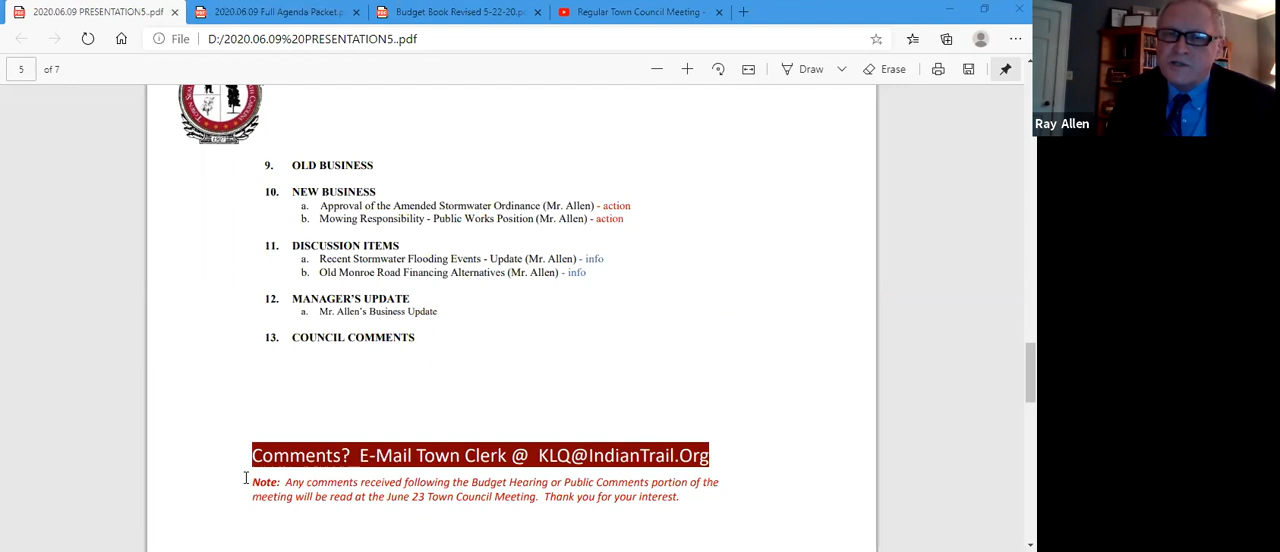 2020.06.09 PRESENTATION5..pdf
2020.06.09 Full Agenda Packet.p
Budget Book Revised 5-22-20.p
Regular Town Council Meeting -
File D:/2020.06.09%20PRESENTATION5..pdf
5 of 7 Draw Erase
Ray Allen
9. OLD BUSINESS
10. NEW BUSINESS
a. Approval of the Amended Stormwater Ordinance (Mr. Allen) - action
b. Mowing Responsibility - Public Works Position (Mr. Allen) - action
11. DISCUSSION ITEMS
a. Recent Stormwater Flooding Events - Update (Mr. Allen) - info
b. Old Monroe Road Financing Alternatives (Mr. Allen) - info
12. MANAGER'S UPDATE
a. Mr. Allen's Business Update
13. COUNCIL COMMENTS
Comments? E-Mail Town Clerk @ KLQ@IndianTrail.Org
Note: Any comments received following the Budget Hearing or Public Comments portion of the
meeting will be read at the June 23 Town Council Meeting. Thank you for your interest.